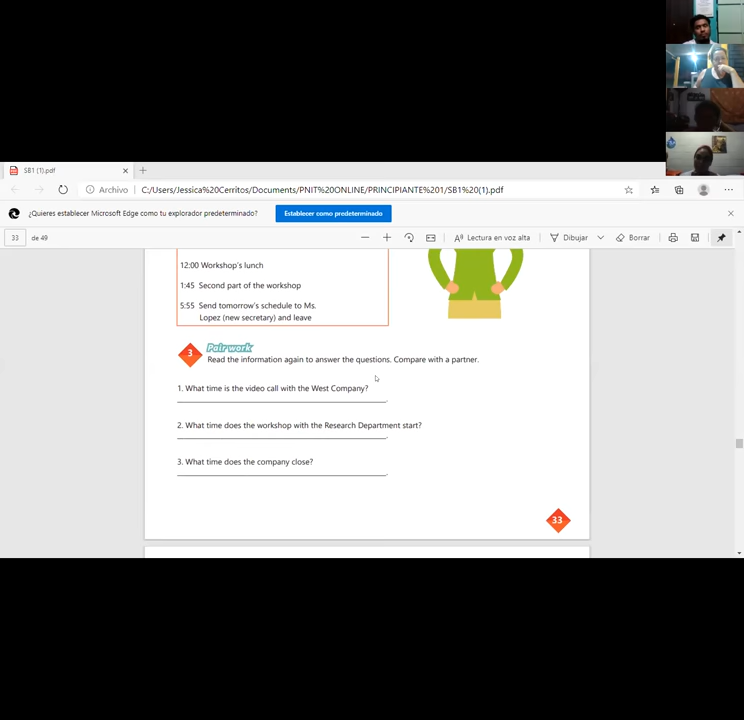 SB1 (1).pdf
Archivo
C:/Users/Jessica%20Cerritos/Documents/PNIT%20ONLINE/PRINCIPIANTE%201/SB1%20(1).pdf
¿Quieres establecer Microsoft Edge como tu explorador predeterminado?
Establecer como predeterminado
33 de 49
Lectura en voz alta
Dibujar
Borrar
12:00 Workshop's lunch
1:45 Second part of the workshop
5:55 Send tomorrow's schedule to Ms.
Lopez (new secretary) and leave
3
Pair work
Read the information again to answer the questions. Compare with a partner.
1. What time is the video call with the West Company?
2. What time does the workshop with the Research Department start?
3. What time does the company close?
33